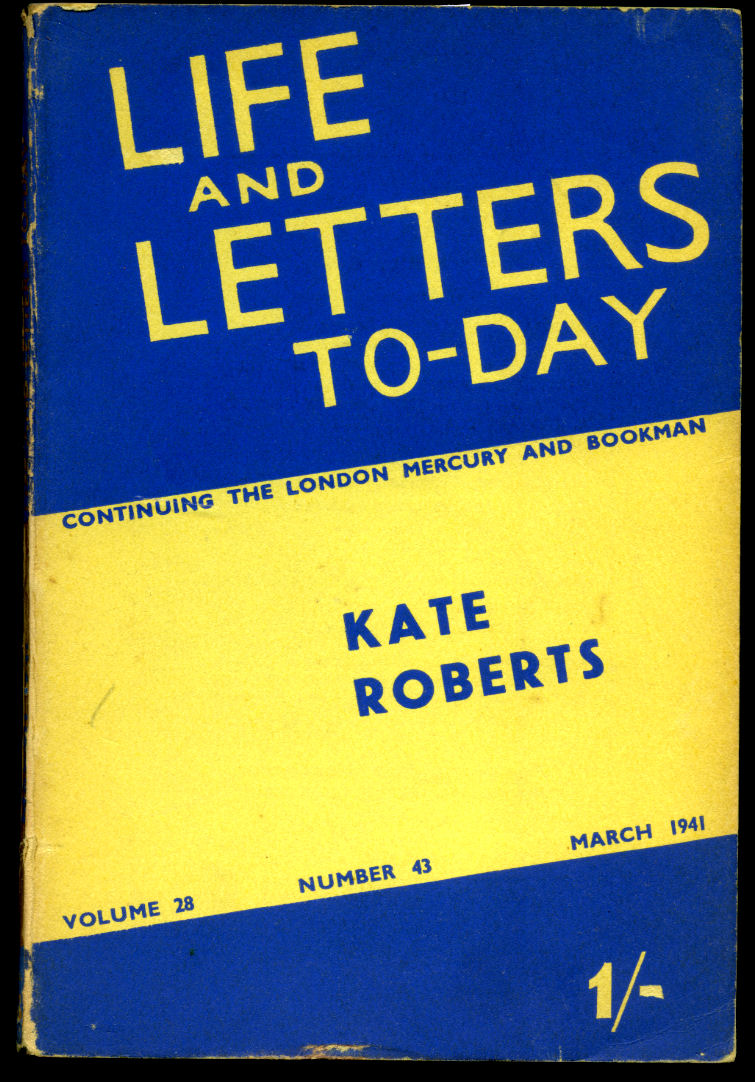 LIFE
AND
LETTERS
TO-DAY
CONTINUING THE LONDON MERCURY AND BOOKMAN
KATE
ROBERTS
VOLUME 28 NUMBER 43 MARCH 1941
1/-